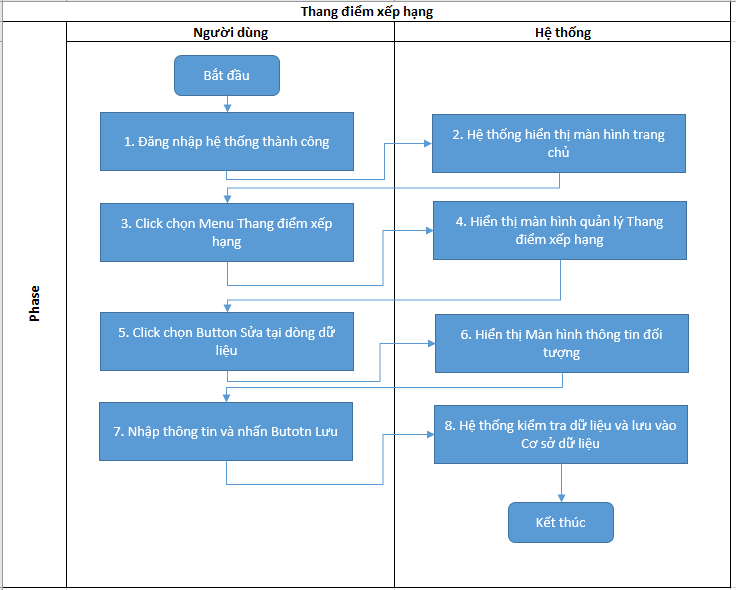 Thang điểm xếp hạng
Người dùng
Hệ thống
Phase
Bắt đầu
1. Đăng nhập hệ thống thành công
2. Hệ thống hiển thị màn hình trang
chủ
3. Click chọn Menu Thang điểm xếp
hạng
4. Hiển thị màn hình quản lý Thang
điểm xếp hạng
5. Click chọn Button Sửa tại dòng dữ
liệu
6. Hiển thị Màn hình thông tin đối
tượng
7. Nhập thông tin và nhấn Butotn Lưu
8. Hệ thống kiểm tra dữ liệu và lưu vào
Cơ sở dữ liệu
Kết thúc